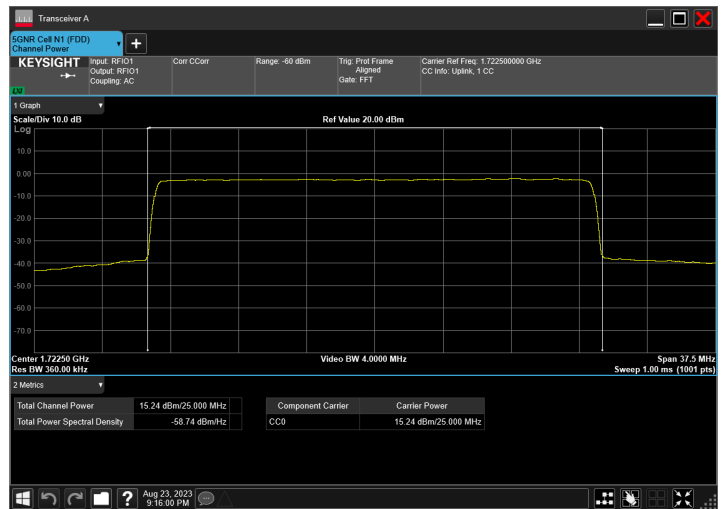 Transceiver A
5GNR Cell N1 (FDD)
Channel Power
KEYSIGHT
LXI
Input: RFIO1
Output: RFIO1
Coupling: AC
Corr CCorr
Range: -60 dBm
Trig: Prot Frame
Aligned
Gate: FFT
Carrier Ref Freq: 1.722500000 GHz
CC Info: Uplink, 1 CC
1 Graph
Scale/Div 10.0 dB
Ref Value 20.00 dBm
Log
10.0
0.00
-10.0
-20.0
-30.0
-40.0
-50.0
-60.0
-70.0
Center 1.72250 GHz
Video BW 4.0000 MHz
Span 37.5 MHz
Res BW 360.00 kHz
Sweep 1.00 ms (1001 pts)
2 Metrics
Total Channel Power 15.24 dBm/25.000 MHz
Total Power Spectral Density -58.74 dBm/Hz
Component Carrier Carrier Power
CC0 15.24 dBm/25.000 MHz
Aug 23, 2023
9:16:00 PM